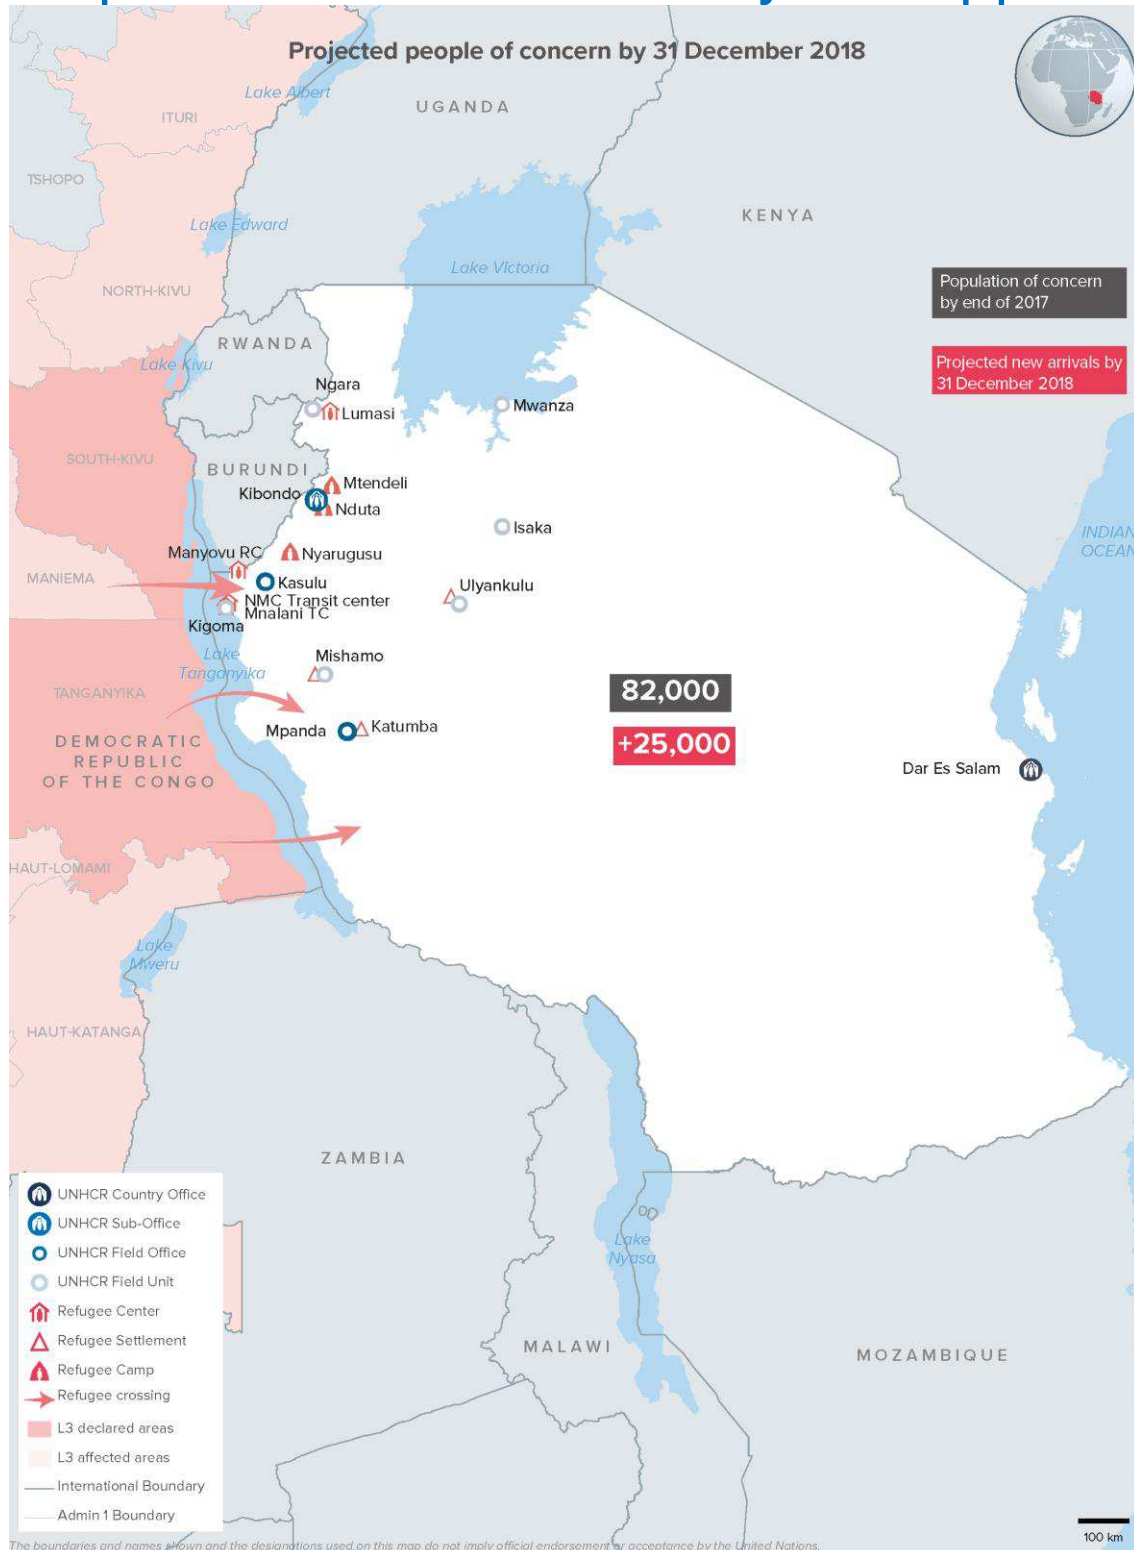 Projected people of concern by 31 December 2018
Lake Albert
UGANDA
ITURI
TSHOPO
KENYA
Lake Edward
Lake VIctoria
Population of concern
by end of 2017
NORTH-KIVU
RWANDA
Projected new arrivals by
31 December 2018
Lake Kivu
Ngara
Lumasi
Mwanza
SOUTH-KIVU
BURUNDI
Mtendeli
Kibondo
Nduta
Isaka
INDIAN
OCEAN
Manyovu RC
Nyarugusu
MANIEMA
Kasulu
Ulyankulu
NMC Transit center
Mnalani TC
Kigoma
Lake
Tanganyika
Mishamo
TANGANYIKA
82,000
Mpanda
Katumba
+25,000
DEMOCRATIC
REPUBLIC
OF THE CONGO
Dar Es Salam
HAUT-LOMAMI
Lake
Mweru
HAUT-KATANGA
ZAMBIA
UNHCR Country Office
UNHCR Sub-Office
UNHCR Field Office
UNHCR Field Unit
Refugee Center
Refugee Settlement
Refugee Camp
Refugee crossing
L3 declared areas
L3 affected areas
International Boundary
Admin 1 Boundary
Lake
Nyasa
MALAWI
MOZAMBIQUE
100 km
The boundaries and names shown and the designations used on this map do not imply official endorsement or acceptance by the United Nations.